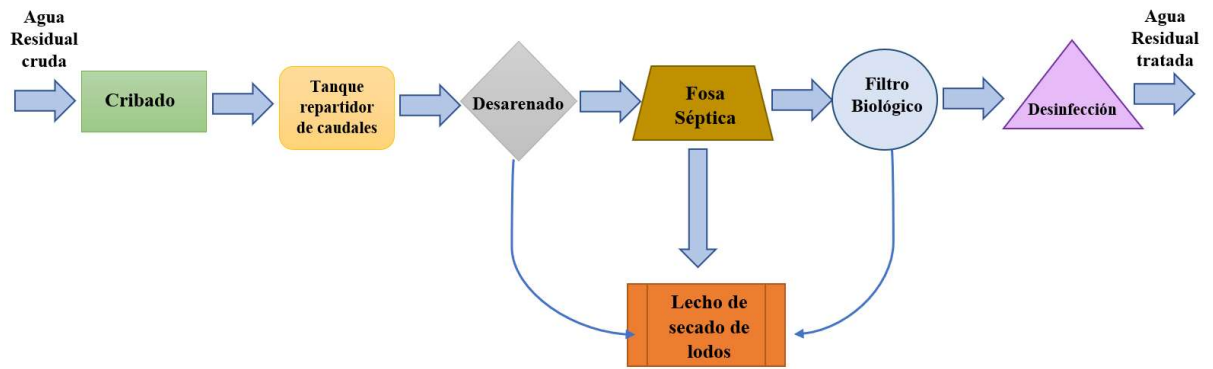 Agua
Residual
cruda
Cribado
Tanque
repartidor
de caudales
Desarenado
Fosa
Séptica
Filtro
Biológico
Desinfección
Agua
Residual
tratada
Lecho de
secado de
lodos